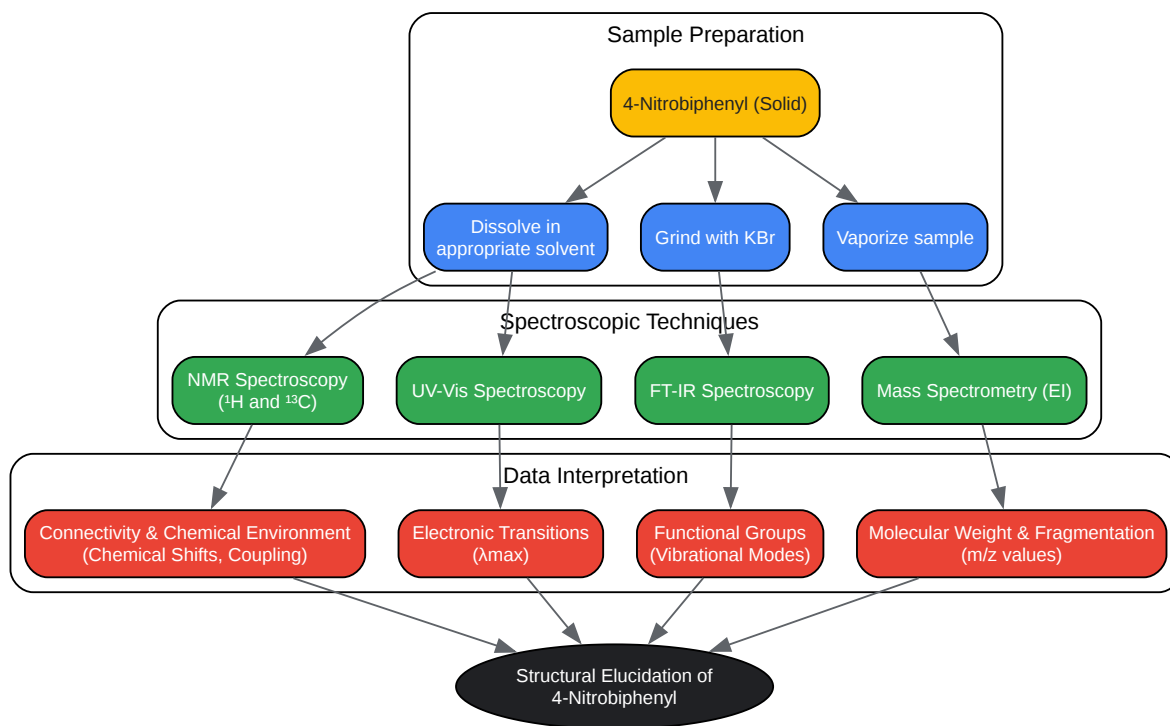 Sample Preparation
4-Nitrobiphenyl (Solid)
Dissolve in
appropriate solvent
Grind with KBr
Vaporize sample
Spectroscopic Techniques
NMR Spectroscopy
(¹H and ¹³C)
UV-Vis Spectroscopy
FT-IR Spectroscopy
Mass Spectrometry (EI)
Data Interpretation
Connectivity & Chemical Environment
(Chemical Shifts, Coupling)
Electronic Transitions
(λmax)
Functional Groups
(Vibrational Modes)
Molecular Weight & Fragmentation
(m/z values)
Structural Elucidation of
4-Nitrobiphenyl